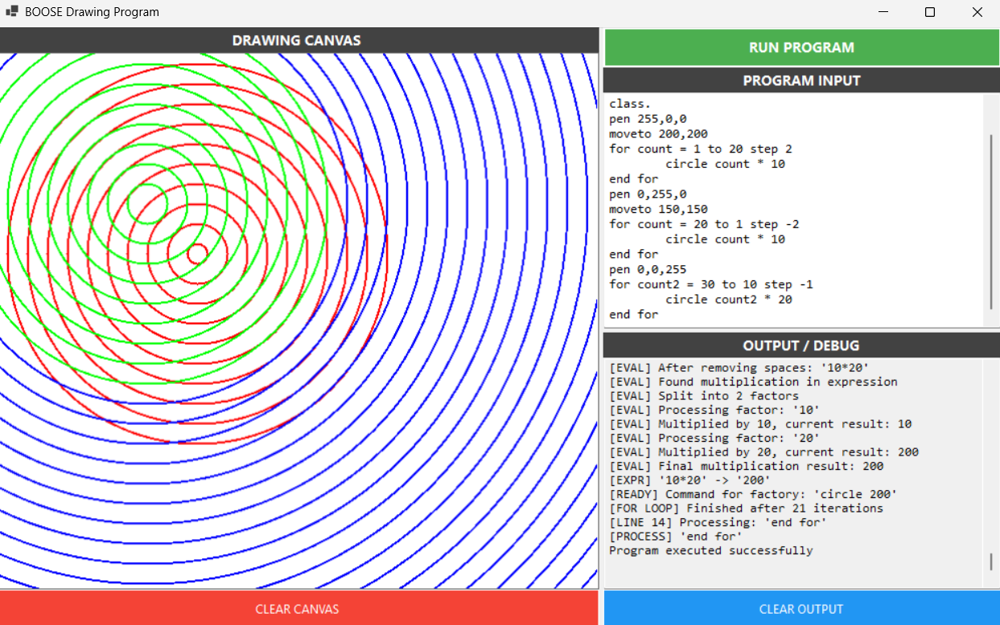 BOOSE Drawing Program
DRAWING CANVAS
CLEAR CANVAS
RUN PROGRAM
PROGRAM INPUT
class.
pen 255,0,0
moveto 200,200
for count = 1 to 20 step 2
circle count * 10
end for
pen 0,255,0
moveto 150,150
for count = 20 to 1 step -2
circle count * 10
end for
pen 0,0,255
for count2 = 30 to 10 step -1
circle count2 * 20
end for
OUTPUT / DEBUG
[EVAL] After removing spaces: '10*20'
[EVAL] Found multiplication in expression
[EVAL] Split into 2 factors
[EVAL] Processing factor: '10'
[EVAL] Multiplied by 10, current result: 10
[EVAL] Processing factor: '20'
[EVAL] Multiplied by 20, current result: 200
[EVAL] Final multiplication result: 200
[EXPR] '10*20' -> '200'
[READY] Command for factory: 'circle 200'
[FOR LOOP] Finished after 21 iterations
[LINE 14] Processing: 'end for'
[PROCESS] 'end for'
Program executed successfully
CLEAR OUTPUT